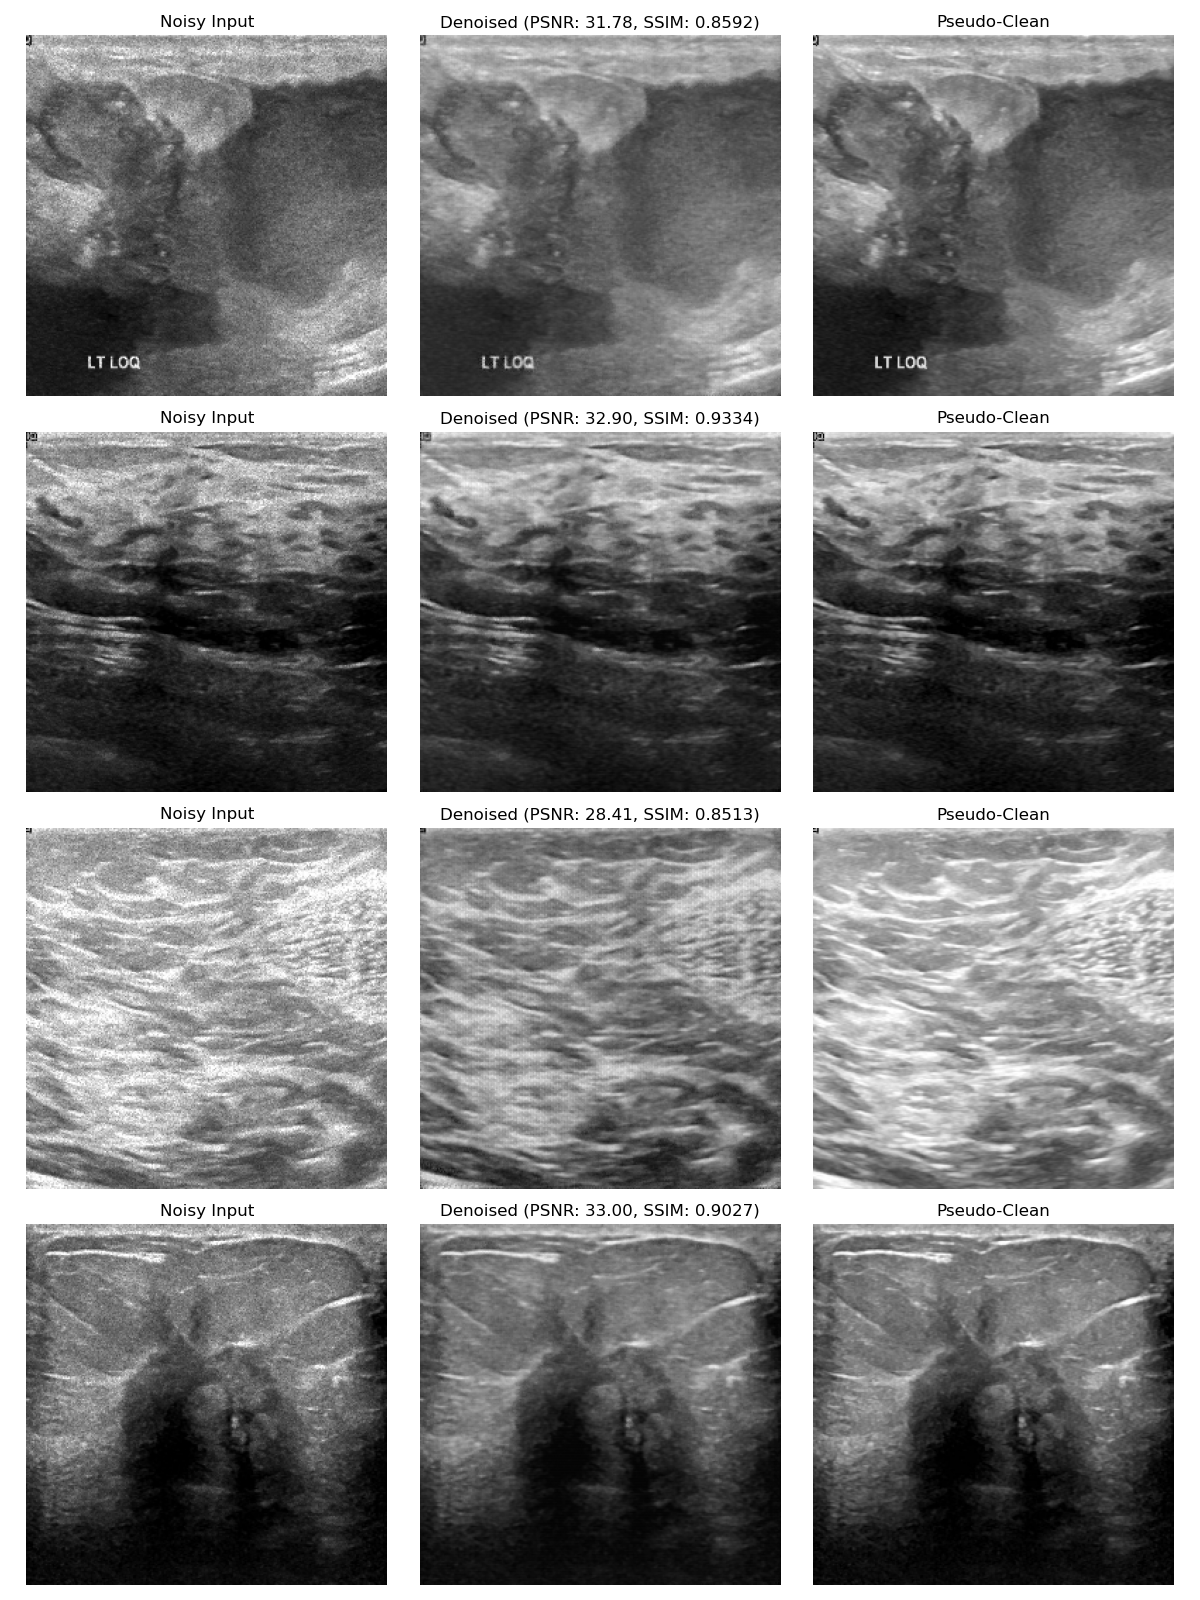 Noisy Input
Denoised (PSNR: 31.78, SSIM: 0.8592)
Pseudo-Clean
LT LOQ
LT LOQ
LT LOQ
Noisy Input
Denoised (PSNR: 32.90, SSIM: 0.9334)
Pseudo-Clean
Noisy Input
Denoised (PSNR: 28.41, SSIM: 0.8513)
Pseudo-Clean
Noisy Input
Denoised (PSNR: 33.00, SSIM: 0.9027)
Pseudo-Clean